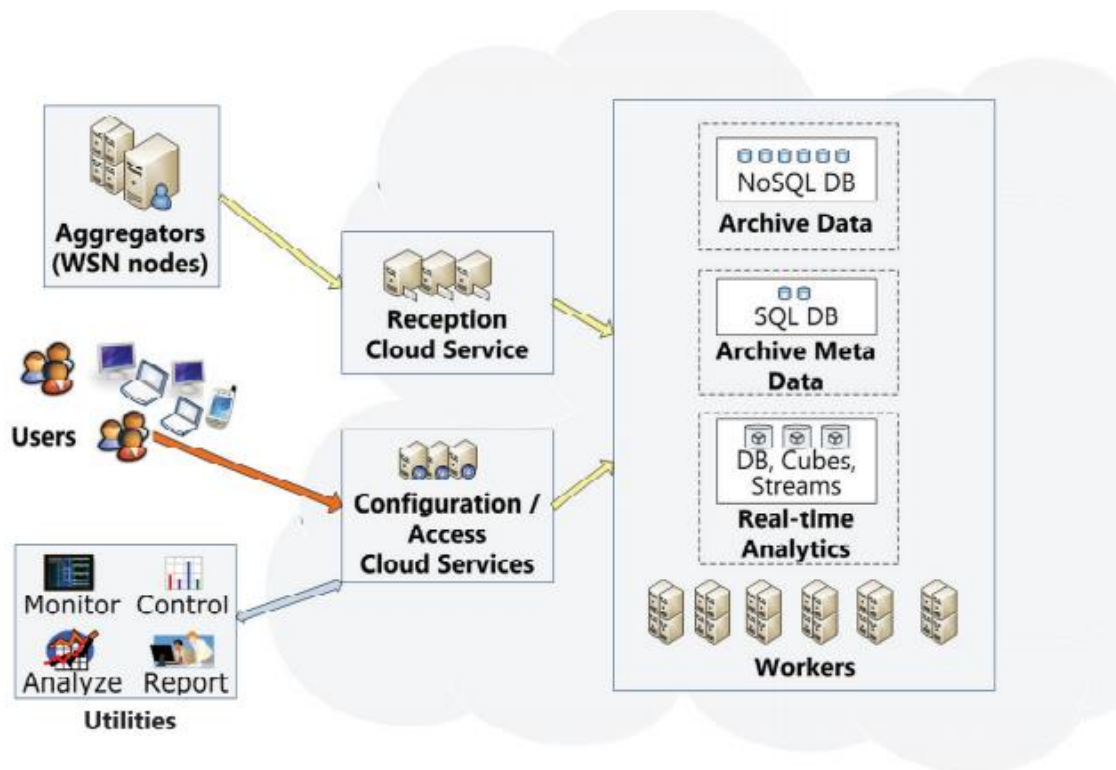 Aggregators
(WSN nodes)
Users
Monitor Control
Analyze Report
Utilities
Reception
Cloud Service
Configuration /
Access
Cloud Services
NoSQL DB
Archive Data
SQL DB
Archive Meta
Data
DB, Cubes,
Streams
Real-time
Analytics
Workers